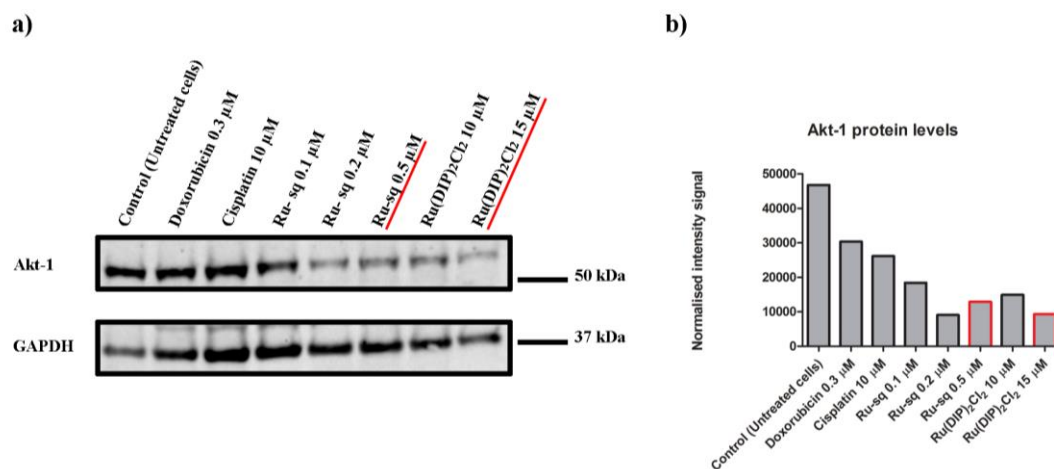 a)
Control (Untreated cells)
Doxorubicin 0.3 µM
Cisplatin 10 µM
Ru- sq 0.1 µM
Ru- sq 0.2 µM
Ru-sq 0.5 µM
Ru(DIP)₂Cl₂ 10 µM
Ru(DIP)₂Cl₂ 15 µM
Akt-1
50 kDa
GAPDH
37 kDa
b)
Akt-1 protein levels
Normalised intensity signal
50000
40000
30000
20000
10000
0
Control (Untreated cells)
Doxorubicin 0.3 µM
Cisplatin 10 µM
Ru-sq 0.1 µM
Ru-sq 0.2 µM
Ru-sq 0.5 µM
Ru(DIP)₂Cl₂ 10 µM
Ru(DIP)₂Cl₂ 15 µM